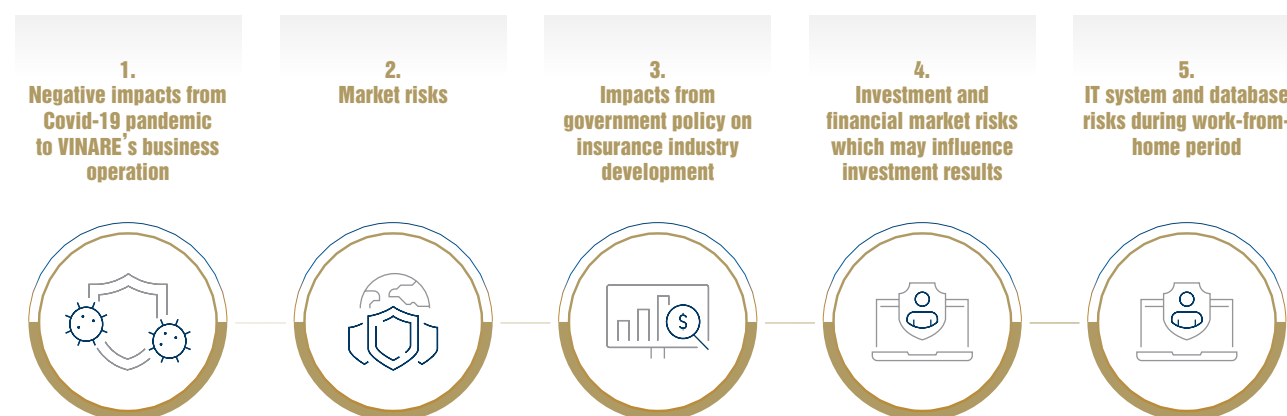 1.
Negative impacts from
Covid-19 pandemic
to VINARE's business
operation
2.
Market risks
3.
Impacts from
government policy on
insurance industry
development
4.
Investment and
financial market risks
which may influence
investment results
5.
IT system and database
risks during work-from-
home period
$